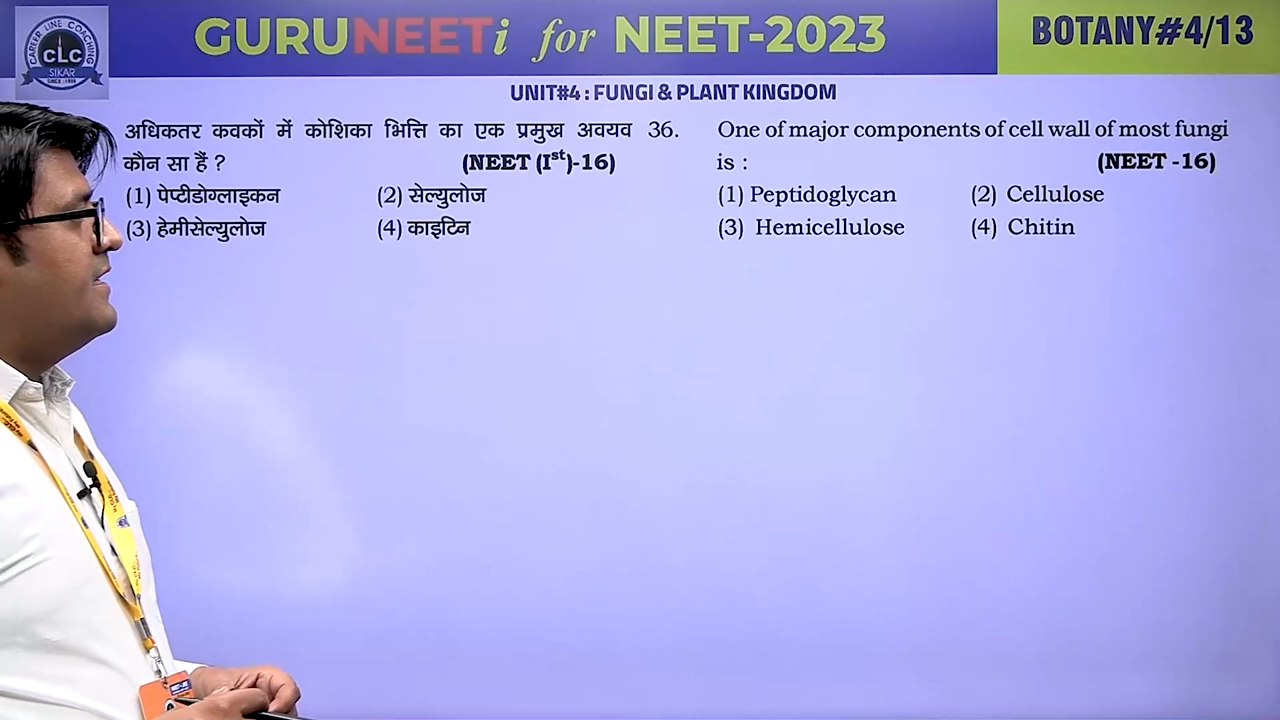 GURUNEETi for NEET-2023
BOTANY#4/13
CAREER LINE COACHING
CLC
SIKAR
SINCE : 1996
UNIT#4 : FUNGI & PLANT KINGDOM
अधिकतर कवकों में कोशिका भित्ति का एक प्रमुख अवयव
कौन सा हैं ? (NEET (Ist)-16)
(1) पेप्टीडोग्लाइकन (2) सेल्युलोज
(3) हेमीसेल्युलोज (4) काइटिन
36. One of major components of cell wall of most fungi
is : (NEET -16)
(1) Peptidoglycan (2) Cellulose
(3) Hemicellulose (4) Chitin